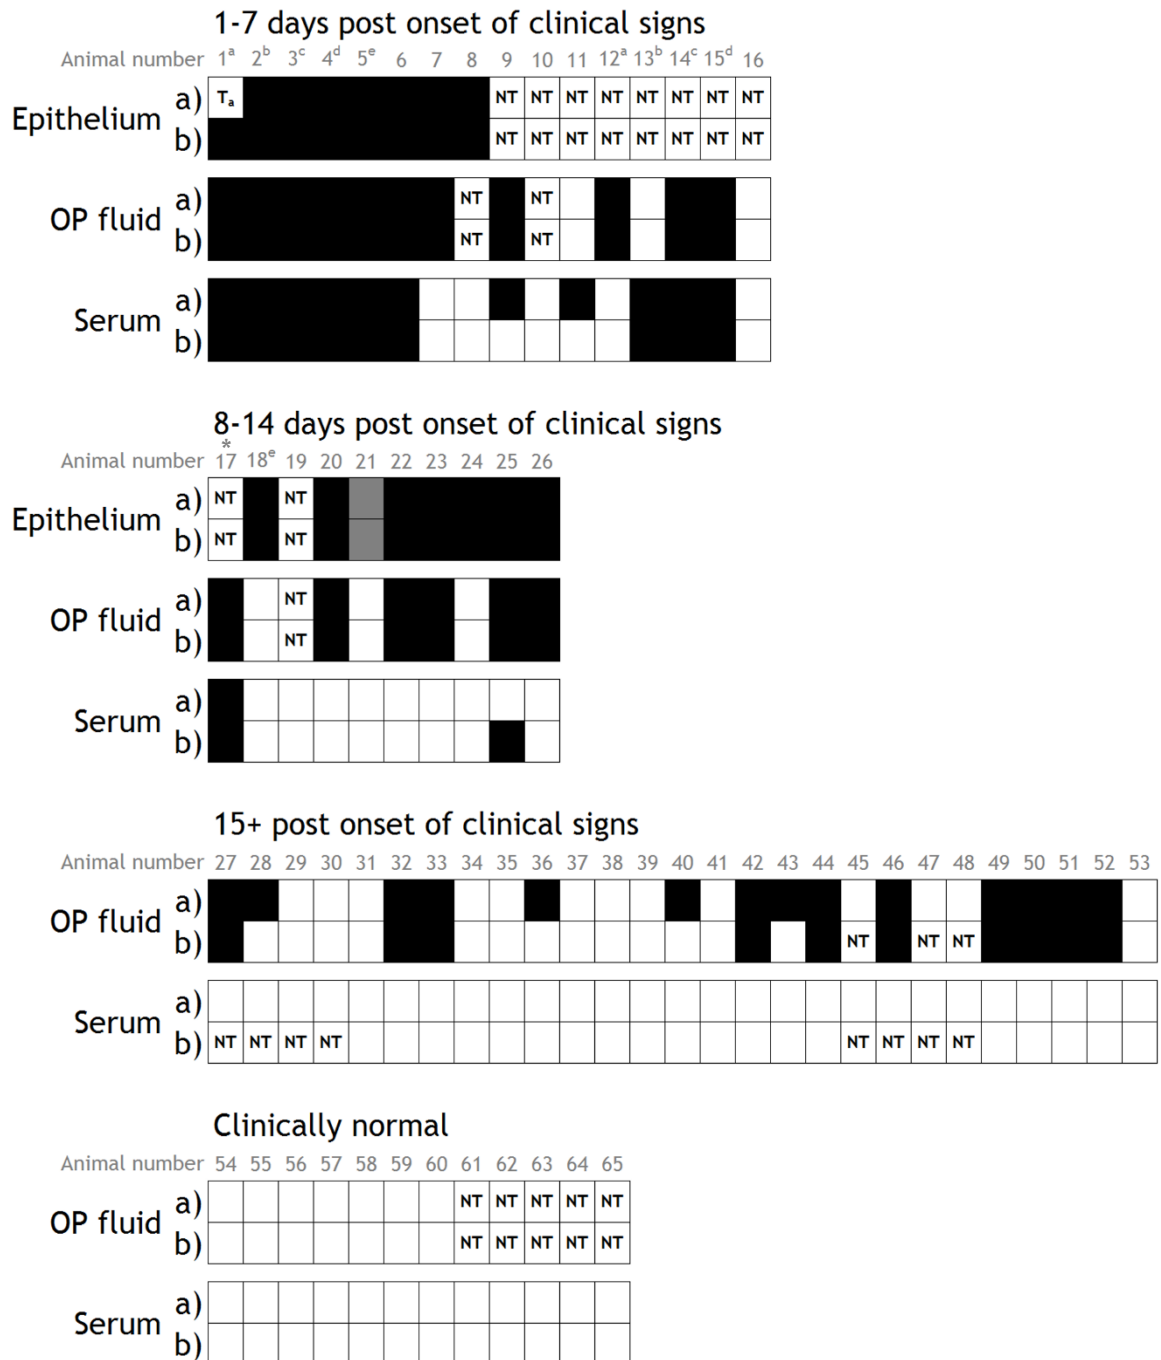 1-7 days post onset of clinical signs
Animal number 1a 2b 3c 4d 5e 6 7 8 9 10 11 12a 13b 14c 15d 16
Epithelium
a) Ta NT NT NT NT NT NT NT NT
b) NT NT NT NT NT NT NT NT
OP fluid
a) NT NT
b) NT NT
Serum
a)
b)
8-14 days post onset of clinical signs
*
Animal number 17 18e 19 20 21 22 23 24 25 26
Epithelium
a) NT NT
b) NT NT
OP fluid
a) NT
b) NT
Serum
a)
b)
15+ post onset of clinical signs
Animal number 27 28 29 30 31 32 33 34 35 36 37 38 39 40 41 42 43 44 45 46 47 48 49 50 51 52 53
OP fluid
a)
b) NT NT NT
Serum
a)
b) NT NT NT NT NT NT NT NT
Clinically normal
Animal number 54 55 56 57 58 59 60 61 62 63 64 65
OP fluid
a) NT NT NT NT NT
b) NT NT NT NT NT
Serum
a)
b)